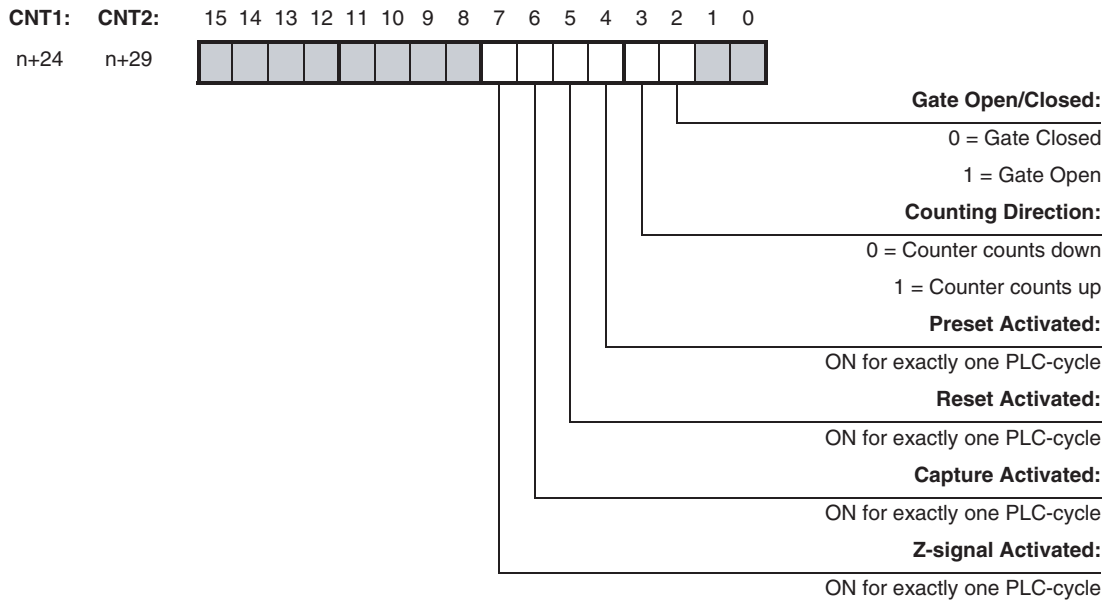 CNT1: CNT2: 15 14 13 12 11 10 9 8 7 6 5 4 3 2 1 0
n+24 n+29
Gate Open/Closed:
0 = Gate Closed
1 = Gate Open
Counting Direction:
0 = Counter counts down
1 = Counter counts up
Preset Activated:
ON for exactly one PLC-cycle
Reset Activated:
ON for exactly one PLC-cycle
Capture Activated:
ON for exactly one PLC-cycle
Z-signal Activated:
ON for exactly one PLC-cycle